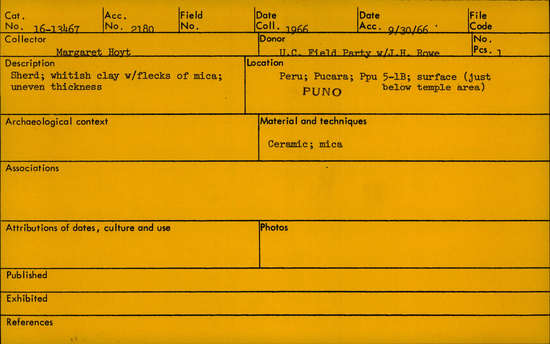 Cat. No. 16-13467 Acc. No. 2180 Field No. Date Coll. 1966 Date Acc. 9/30/66 File Code
Collector Margaret Hoyt Donor U.C. Field Party w/J.H. Rowe No. Pcs. 1
Description
Sherd; whitish clay w/flecks of mica;
uneven thickness
Location
Peru; Pucara; Ppu 5-1B; surface (just
below temple area)
PUNO
Archaeological context
Material and techniques
Ceramic; mica
Associations
Attributions of dates, culture and use
Photos
Published
Exhibited
References